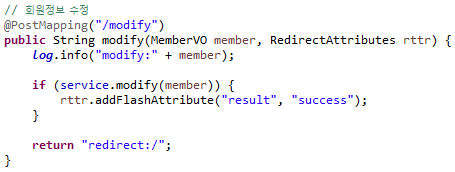 // 회원정보 수정
@PostMapping("/modify")
public String modify(MemberVO member, RedirectAttributes rttr) {
    log.info("modify:" + member);

    if (service.modify(member)) {
        rttr.addFlashAttribute("result", "success");
    }

    return "redirect:/";
}